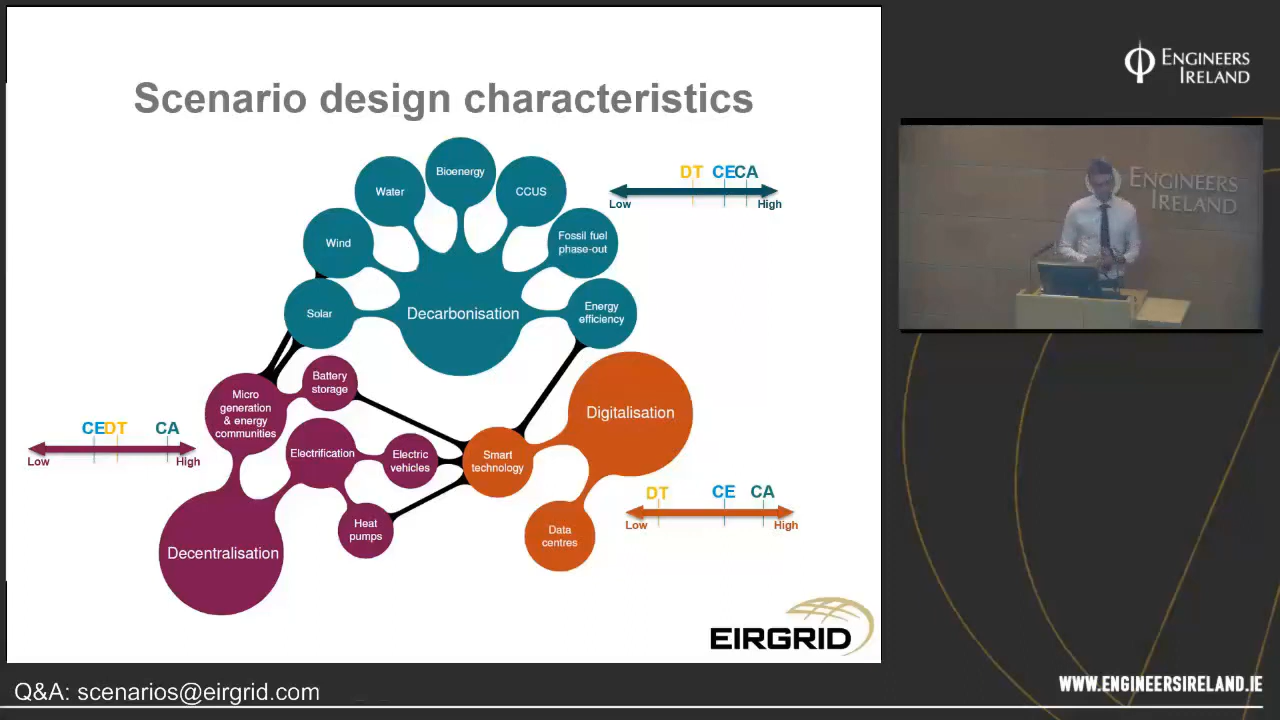 Scenario design characteristics
Bioenergy
Water
CCUS
Wind
Fossil fuel
phase-out
Solar
Decarbonisation
Energy
efficiency
DT CECA
Low High
Battery
storage
Micro
generation
& energy
communities
Digitalisation
CEDT CA
Low High
Electrification
Electric
vehicles
Smart
technology
DT CE CA
Low High
Heat
pumps
Data
centres
Decentralisation
EIRGRID
Q&A: scenarios@eirgrid.com
ENGINEERS
IRELAND
ENGINEERS
IRELAND
WWW.ENGINEERSIRELAND.IE